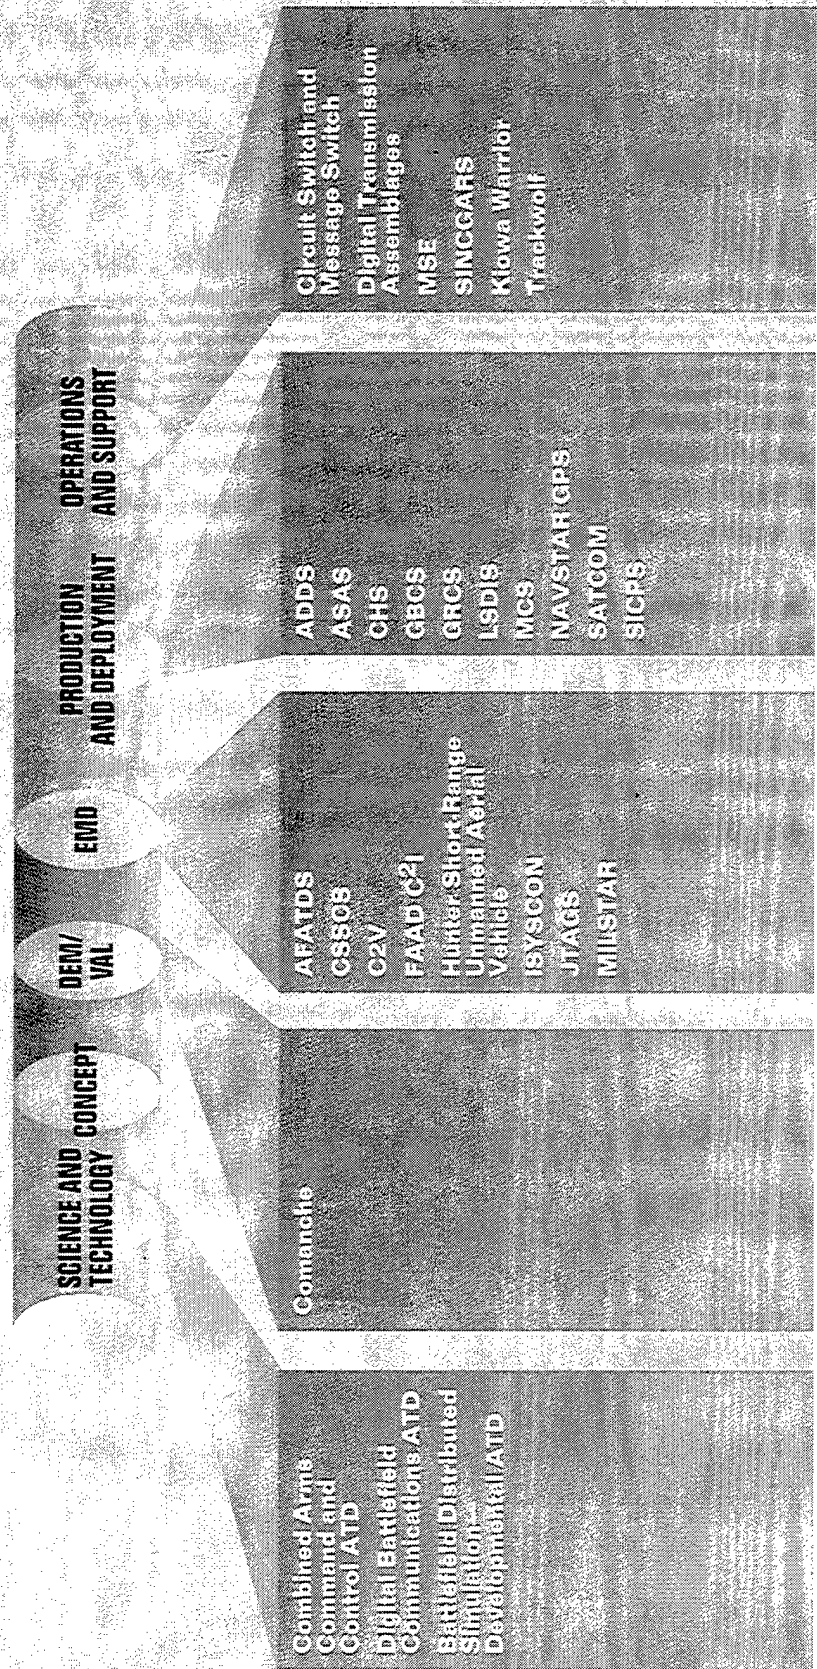 SCIENCE AND
TECHNOLOGY
CONCEPT
DEM/
VAL
EMD
PRODUCTION
AND DEPLOYMENT
OPERATIONS
AND SUPPORT
Combined Arms
Command and
Control ATD
Digital Battlefield
Communications ATD
Battlefield Distributed
Simulation—
Developmental ATD
Comanche
AFATDS
CSSCS
C2V
FAAD C²I
Hunter Short-Range
Unmanned Aerial
Vehicle
ISYSCON
JTAGS
MILSTAR
ADDS
ASAS
CHS
GBCS
GRCS
LSDIS
MCS
NAVSTAR GPS
SATCOM
SICPS
Circuit Switch and
Message Switch
Digital Transmission
Assemblages
MSE
SINCGARS
Kiowa Warrior
Trackwolf